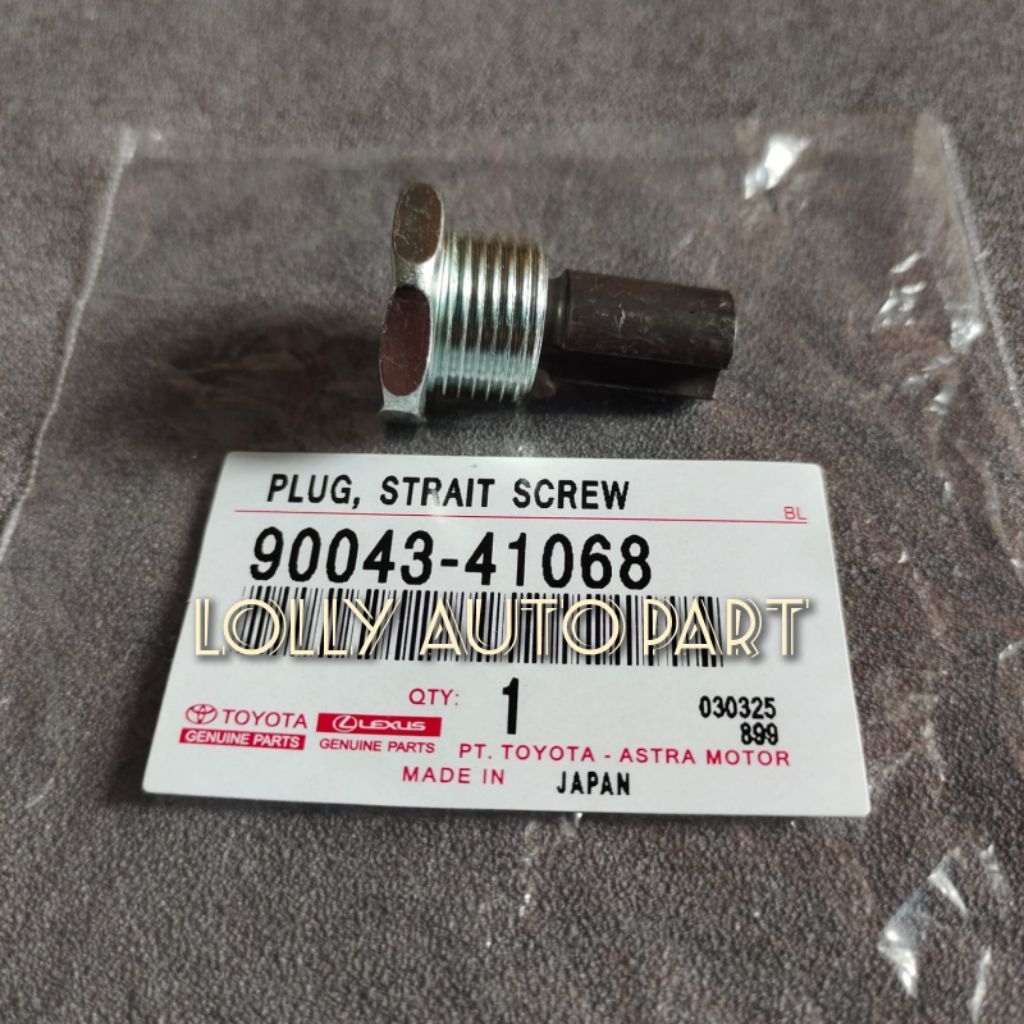 PLUG, STRAIT SCREW
BL
90043-41068
LOLLY AUTO PART
QTY: 1
030325
899
TOYOTA
GENUINE PARTS
LEXUS
GENUINE PARTS
PT. TOYOTA - ASTRA MOTOR
MADE IN JAPAN